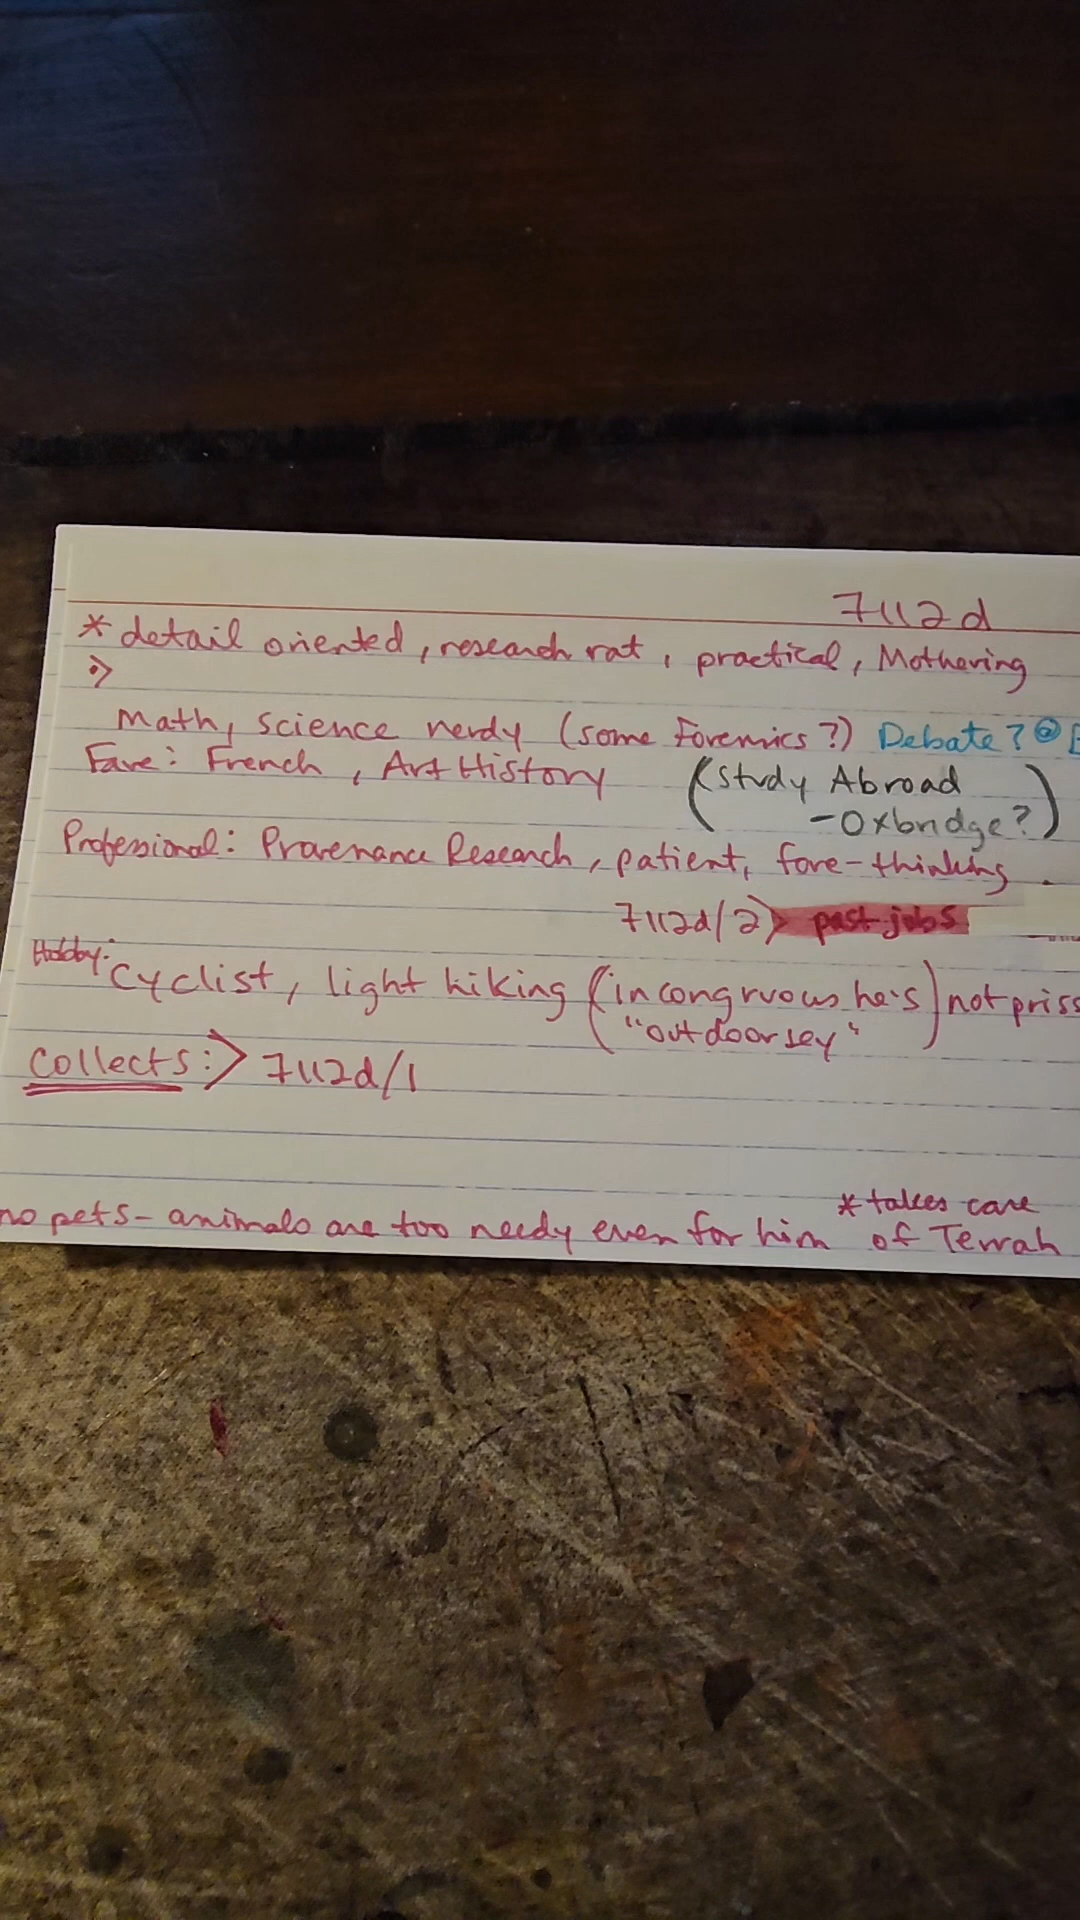 7112d
* detail oriented, research rat, practical, Mothering
Math, science nerdy (some Forensics?) Debate? @
Fave: French, Art History (Study Abroad
-Oxbridge?)
Professional: Provenance Research, patient, fore-thinking
7112d/2> past jobs
Hobby: cyclist, light hiking (incongruous he's) not priss
"outdoorsey"
Collects:> 7112d/1
* takes care
no pets - animals are too needy even for him of Terrah